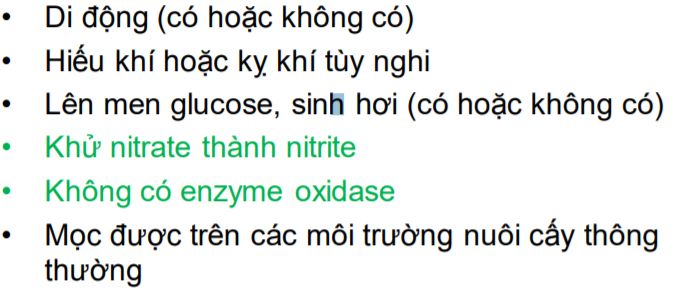 • Di động (có hoặc không có)
• Hiếu khí hoặc kỵ khí tùy nghi
• Lên men glucose, sinh hơi (có hoặc không có)
• Khử nitrate thành nitrite
• Không có enzyme oxidase
• Mọc được trên các môi trường nuôi cấy thông
thường